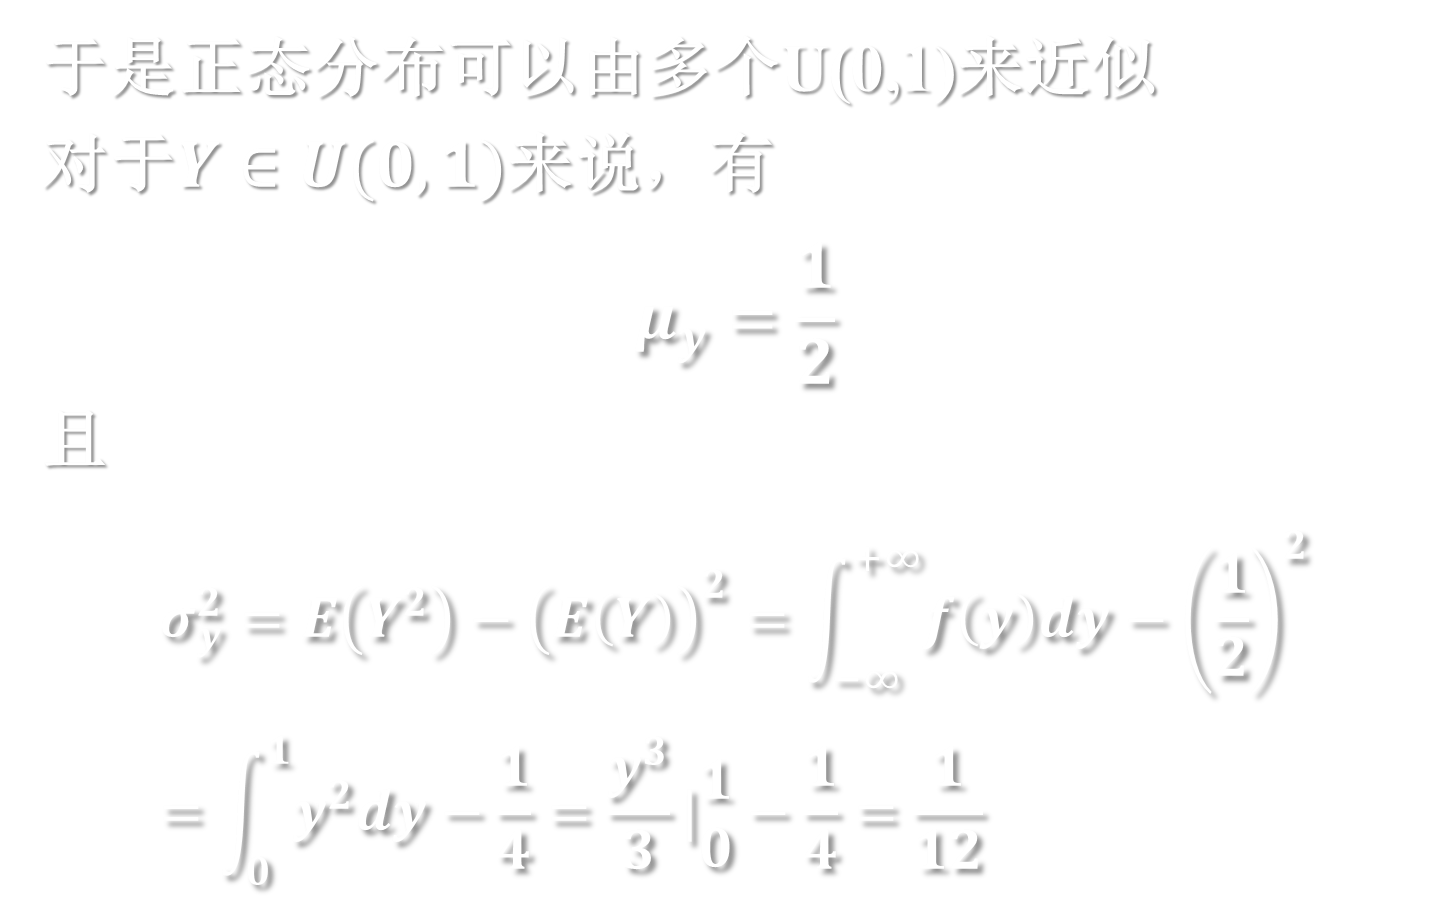 于是正态分布可以由多个U(0,1)来近似
对于Y ∈ U(0,1)来说，有
μ_y = 1/2
且
σ_y^2 = E(Y^2) − (E(Y))^2 = ∫_{−∞}^{+∞} f(y)dy − (1/2)^2
= ∫_0^1 y^2 dy − 1/4 = y^3/3 |_0^1 − 1/4 = 1/12